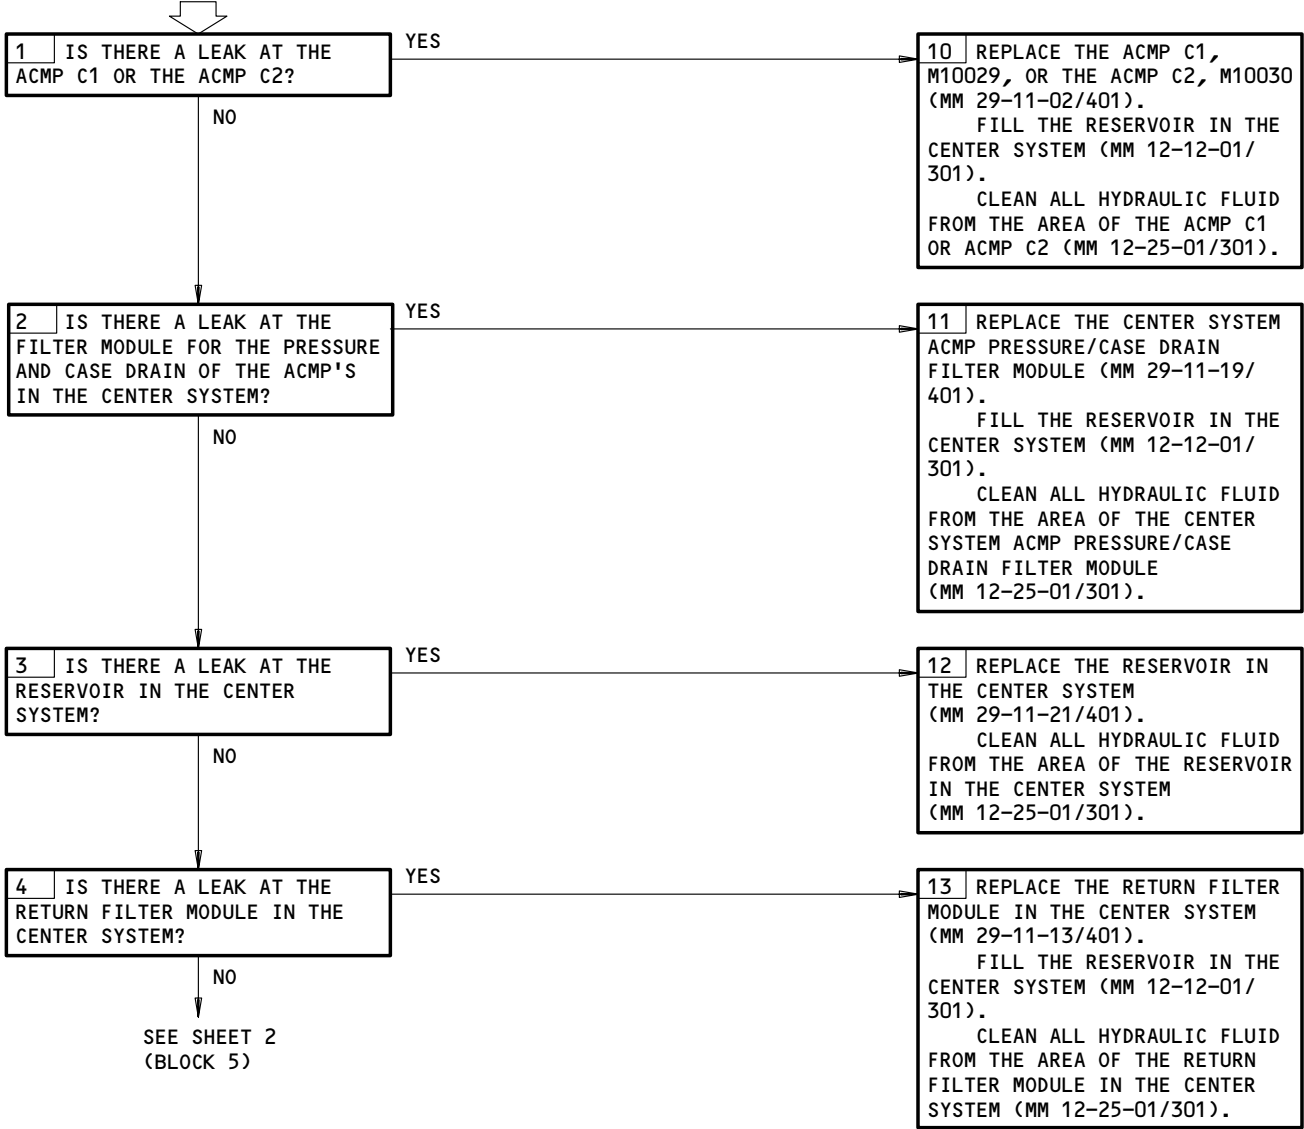 1 IS THERE A LEAK AT THE
ACMP C1 OR THE ACMP C2?
YES
NO
10 REPLACE THE ACMP C1,
M10029, OR THE ACMP C2, M10030
(MM 29-11-02/401).
FILL THE RESERVOIR IN THE
CENTER SYSTEM (MM 12-12-01/
301).
CLEAN ALL HYDRAULIC FLUID
FROM THE AREA OF THE ACMP C1
OR ACMP C2 (MM 12-25-01/301).
2 IS THERE A LEAK AT THE
FILTER MODULE FOR THE PRESSURE
AND CASE DRAIN OF THE ACMP'S
IN THE CENTER SYSTEM?
YES
NO
11 REPLACE THE CENTER SYSTEM
ACMP PRESSURE/CASE DRAIN
FILTER MODULE (MM 29-11-19/
401).
FILL THE RESERVOIR IN THE
CENTER SYSTEM (MM 12-12-01/
301).
CLEAN ALL HYDRAULIC FLUID
FROM THE AREA OF THE CENTER
SYSTEM ACMP PRESSURE/CASE
DRAIN FILTER MODULE
(MM 12-25-01/301).
3 IS THERE A LEAK AT THE
RESERVOIR IN THE CENTER
SYSTEM?
YES
NO
12 REPLACE THE RESERVOIR IN
THE CENTER SYSTEM
(MM 29-11-21/401).
CLEAN ALL HYDRAULIC FLUID
FROM THE AREA OF THE RESERVOIR
IN THE CENTER SYSTEM
(MM 12-25-01/301).
4 IS THERE A LEAK AT THE
RETURN FILTER MODULE IN THE
CENTER SYSTEM?
YES
NO
SEE SHEET 2
(BLOCK 5)
13 REPLACE THE RETURN FILTER
MODULE IN THE CENTER SYSTEM
(MM 29-11-13/401).
FILL THE RESERVOIR IN THE
CENTER SYSTEM (MM 12-12-01/
301).
CLEAN ALL HYDRAULIC FLUID
FROM THE AREA OF THE RETURN
FILTER MODULE IN THE CENTER
SYSTEM (MM 12-25-01/301).